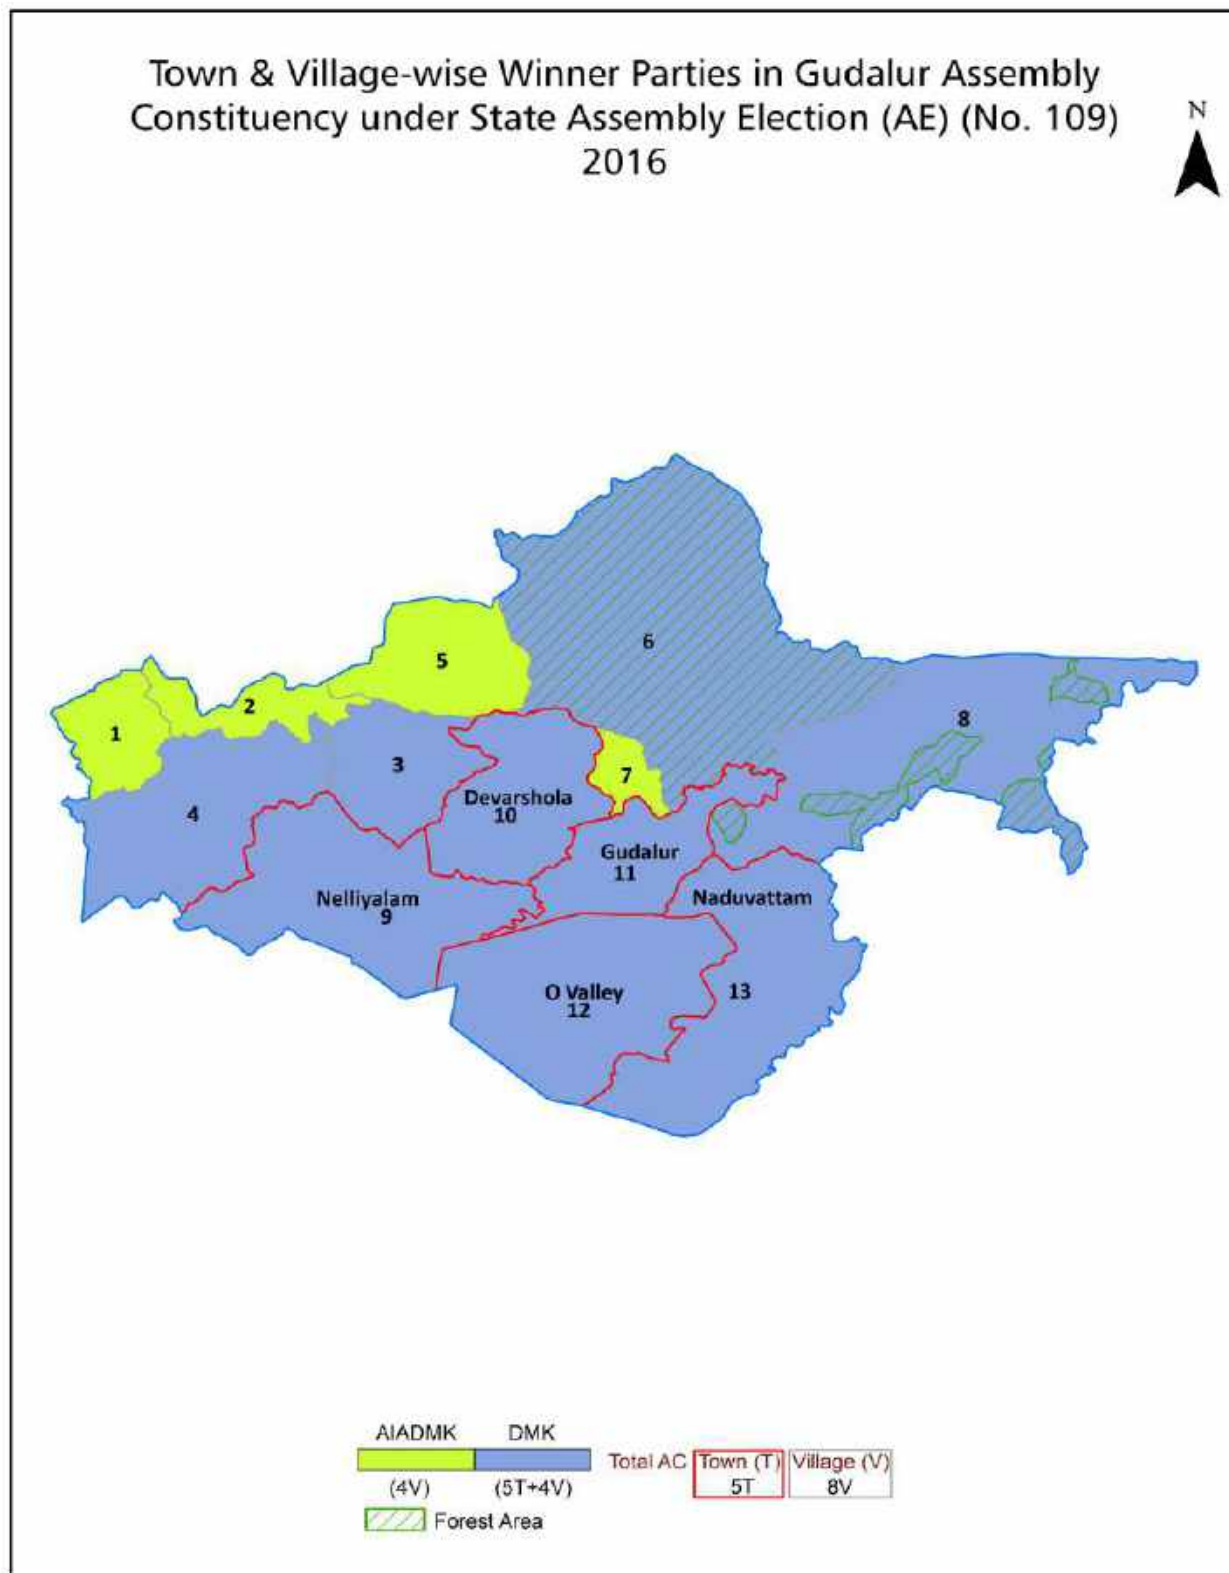 Town & Village-wise Winner Parties in Gudalur Assembly
Constituency under State Assembly Election (AE) (No. 109)
2016
N
6
5
2
8
1
3
7
Devarshola
10
4
Gudalur
11
Nelliyalam
9
Naduvattam
O Valley
12
13
AIADMK DMK
Total AC Town (T) Village (V)
(4V) (5T+4V) 5T 8V
Forest Area